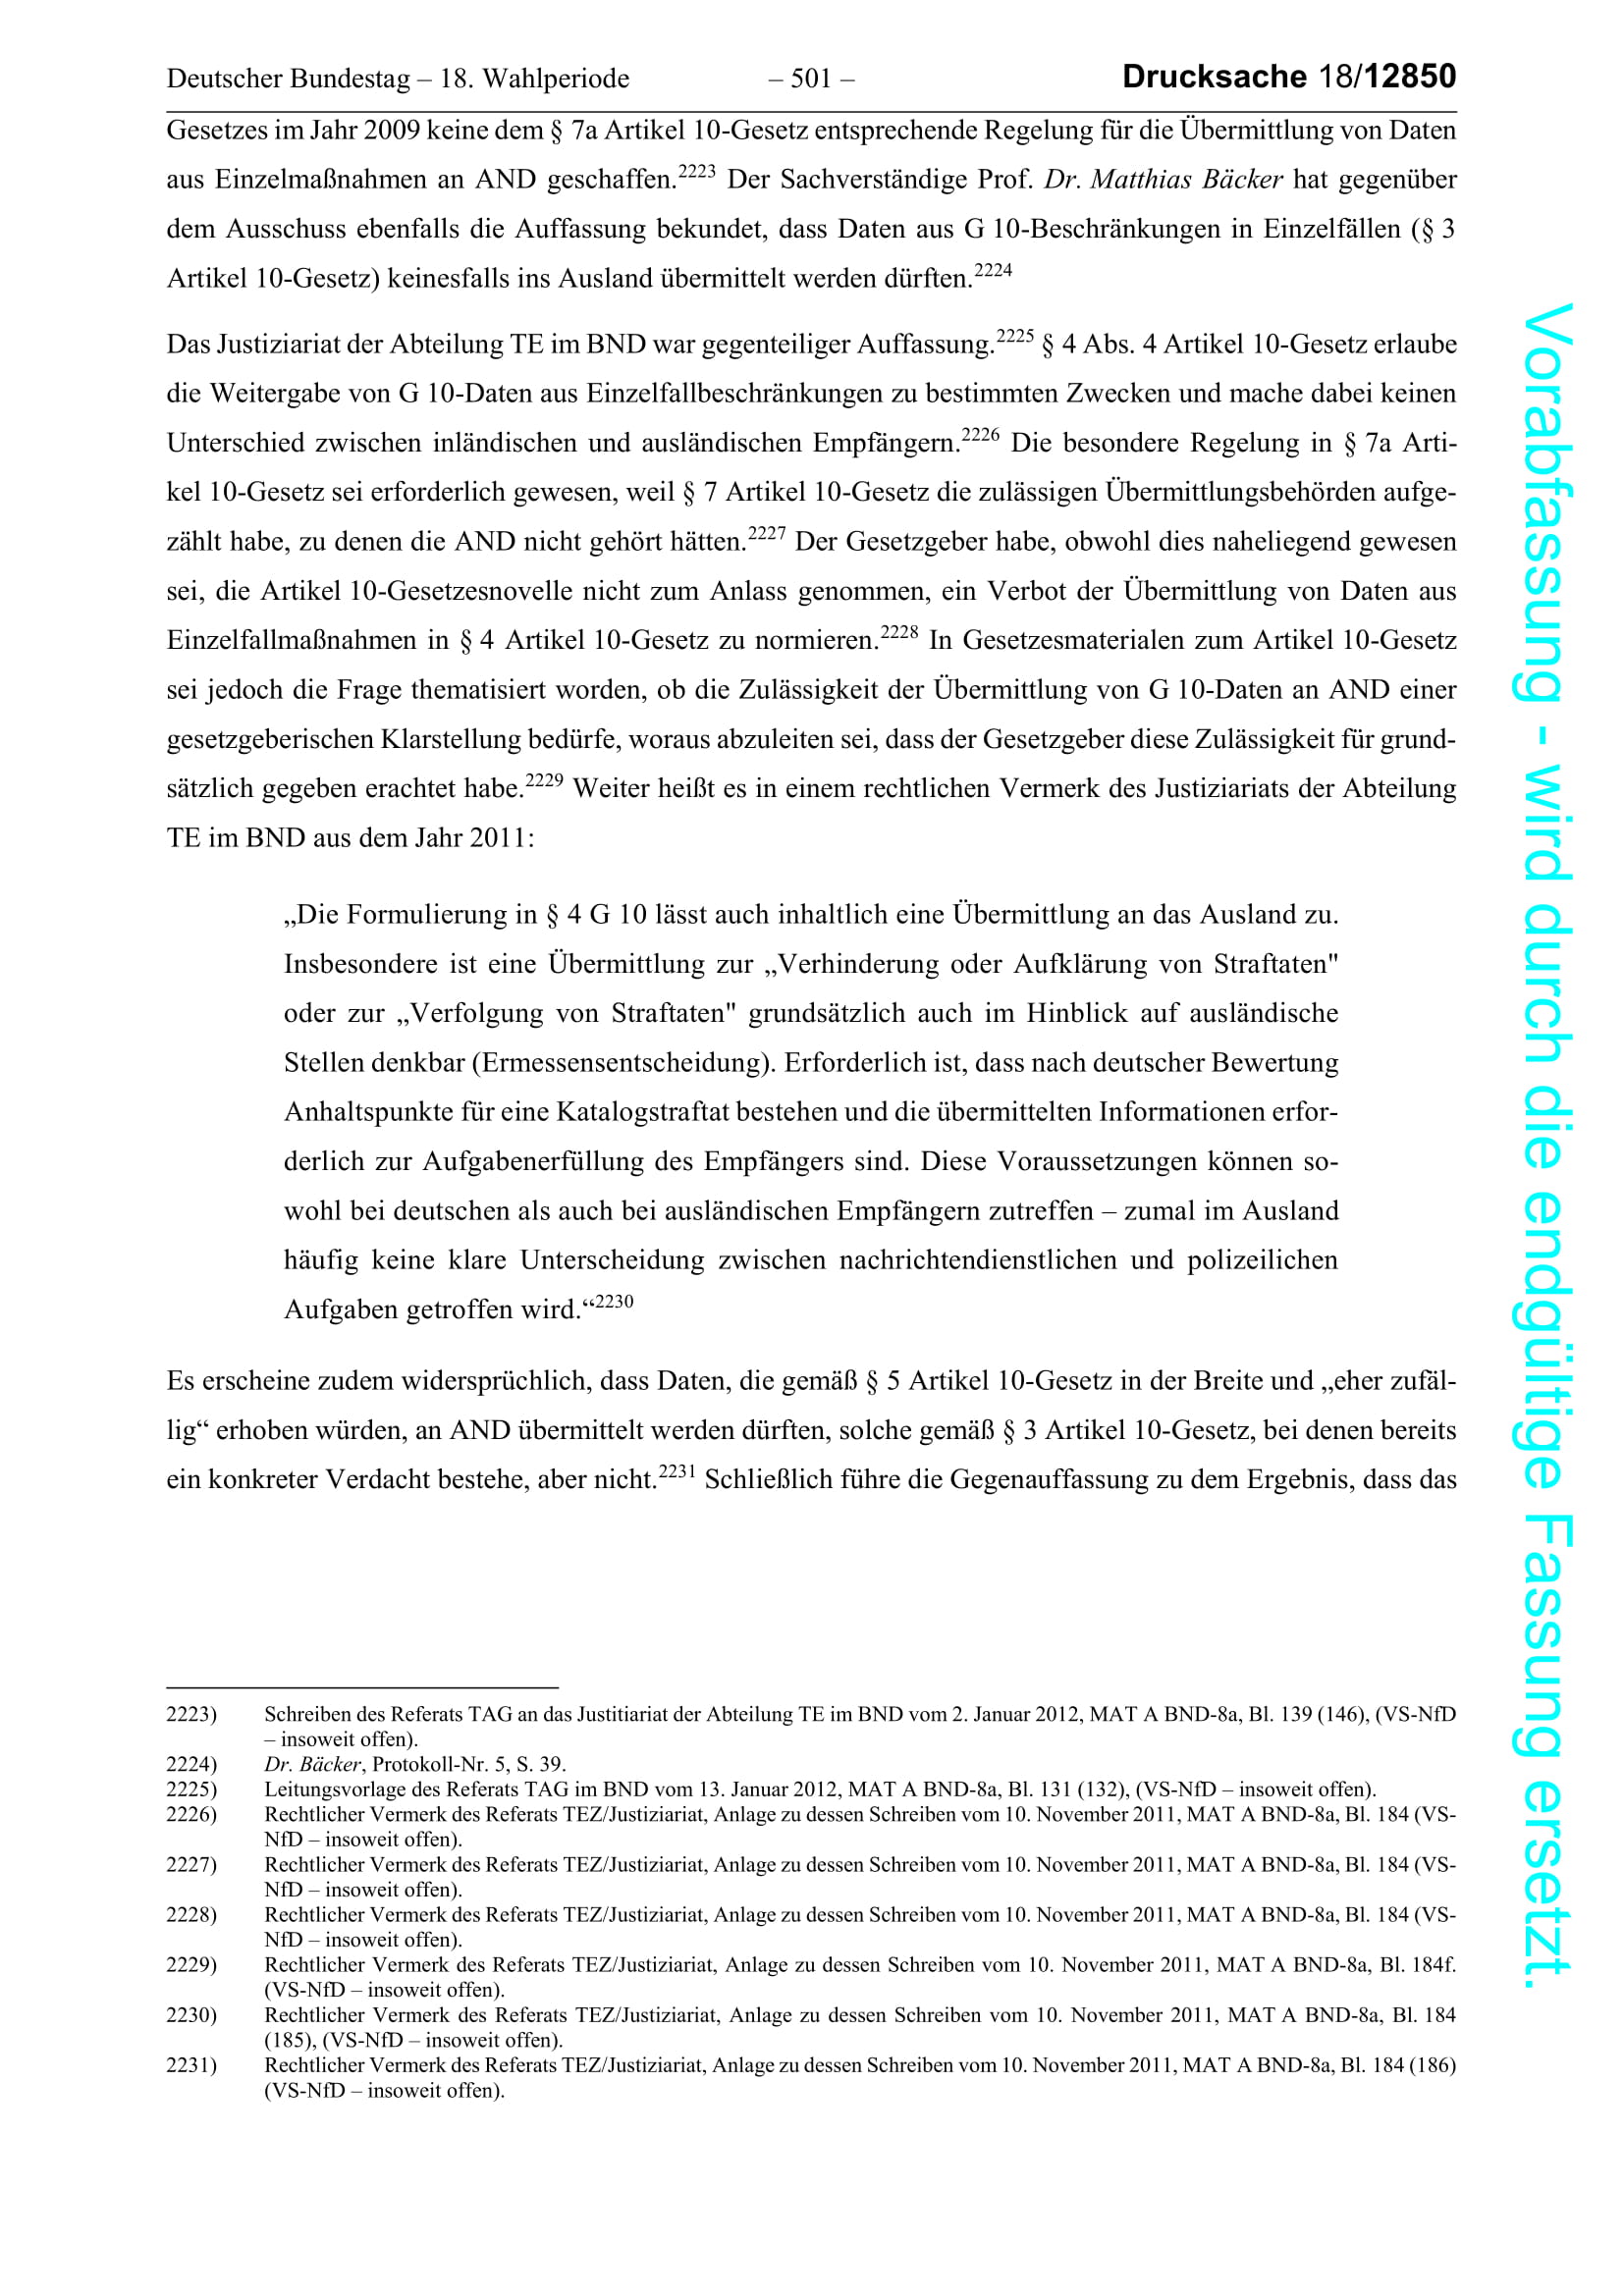 Deutscher Bundestag – 18. Wahlperiode – 501 – Drucksache 18/12850
Gesetzes im Jahr 2009 keine dem § 7a Artikel 10-Gesetz entsprechende Regelung für die Übermittlung von Daten
aus Einzelmaßnahmen an AND geschaffen.2223 Der Sachverständige Prof. Dr. Matthias Bäcker hat gegenüber
dem Ausschuss ebenfalls die Auffassung bekundet, dass Daten aus G 10-Beschränkungen in Einzelfällen (§ 3
Artikel 10-Gesetz) keinesfalls ins Ausland übermittelt werden dürften.2224
Das Justiziariat der Abteilung TE im BND war gegenteiliger Auffassung.2225 § 4 Abs. 4 Artikel 10-Gesetz erlaube
die Weitergabe von G 10-Daten aus Einzelfallbeschränkungen zu bestimmten Zwecken und mache dabei keinen
Unterschied zwischen inländischen und ausländischen Empfängern.2226 Die besondere Regelung in § 7a Arti-
kel 10-Gesetz sei erforderlich gewesen, weil § 7 Artikel 10-Gesetz die zulässigen Übermittlungsbehörden aufge-
zählt habe, zu denen die AND nicht gehört hätten.2227 Der Gesetzgeber habe, obwohl dies naheliegend gewesen
sei, die Artikel 10-Gesetzesnovelle nicht zum Anlass genommen, ein Verbot der Übermittlung von Daten aus
Einzelfallmaßnahmen in § 4 Artikel 10-Gesetz zu normieren.2228 In Gesetzesmaterialen zum Artikel 10-Gesetz
sei jedoch die Frage thematisiert worden, ob die Zulässigkeit der Übermittlung von G 10-Daten an AND einer
gesetzgeberischen Klarstellung bedürfe, woraus abzuleiten sei, dass der Gesetzgeber diese Zulässigkeit für grund-
sätzlich gegeben erachtet habe.2229 Weiter heißt es in einem rechtlichen Vermerk des Justiziariats der Abteilung
TE im BND aus dem Jahr 2011:
„Die Formulierung in § 4 G 10 lässt auch inhaltlich eine Übermittlung an das Ausland zu.
Insbesondere ist eine Übermittlung zur „Verhinderung oder Aufklärung von Straftaten"
oder zur „Verfolgung von Straftaten" grundsätzlich auch im Hinblick auf ausländische
Stellen denkbar (Ermessensentscheidung). Erforderlich ist, dass nach deutscher Bewertung
Anhaltspunkte für eine Katalogstraftat bestehen und die übermittelten Informationen erfor-
derlich zur Aufgabenerfüllung des Empfängers sind. Diese Voraussetzungen können so-
wohl bei deutschen als auch bei ausländischen Empfängern zutreffen – zumal im Ausland
häufig keine klare Unterscheidung zwischen nachrichtendienstlichen und polizeilichen
Aufgaben getroffen wird.“2230
Es erscheine zudem widersprüchlich, dass Daten, die gemäß § 5 Artikel 10-Gesetz in der Breite und „eher zufäl-
lig“ erhoben würden, an AND übermittelt werden dürften, solche gemäß § 3 Artikel 10-Gesetz, bei denen bereits
ein konkreter Verdacht bestehe, aber nicht.2231 Schließlich führe die Gegenauffassung zu dem Ergebnis, dass das
2223) Schreiben des Referats TAG an das Justitiariat der Abteilung TE im BND vom 2. Januar 2012, MAT A BND-8a, Bl. 139 (146), (VS-NfD
– insoweit offen).
2224) Dr. Bäcker, Protokoll-Nr. 5, S. 39.
2225) Leitungsvorlage des Referats TAG im BND vom 13. Januar 2012, MAT A BND-8a, Bl. 131 (132), (VS-NfD – insoweit offen).
2226) Rechtlicher Vermerk des Referats TEZ/Justiziariat, Anlage zu dessen Schreiben vom 10. November 2011, MAT A BND-8a, Bl. 184 (VS-
NfD – insoweit offen).
2227) Rechtlicher Vermerk des Referats TEZ/Justiziariat, Anlage zu dessen Schreiben vom 10. November 2011, MAT A BND-8a, Bl. 184 (VS-
NfD – insoweit offen).
2228) Rechtlicher Vermerk des Referats TEZ/Justiziariat, Anlage zu dessen Schreiben vom 10. November 2011, MAT A BND-8a, Bl. 184 (VS-
NfD – insoweit offen).
2229) Rechtlicher Vermerk des Referats TEZ/Justiziariat, Anlage zu dessen Schreiben vom 10. November 2011, MAT A BND-8a, Bl. 184f.
(VS-NfD – insoweit offen).
2230) Rechtlicher Vermerk des Referats TEZ/Justiziariat, Anlage zu dessen Schreiben vom 10. November 2011, MAT A BND-8a, Bl. 184
(185), (VS-NfD – insoweit offen).
2231) Rechtlicher Vermerk des Referats TEZ/Justiziariat, Anlage zu dessen Schreiben vom 10. November 2011, MAT A BND-8a, Bl. 184 (186)
(VS-NfD – insoweit offen).
Vorabfassung - wird durch die endgültige Fassung ersetzt.